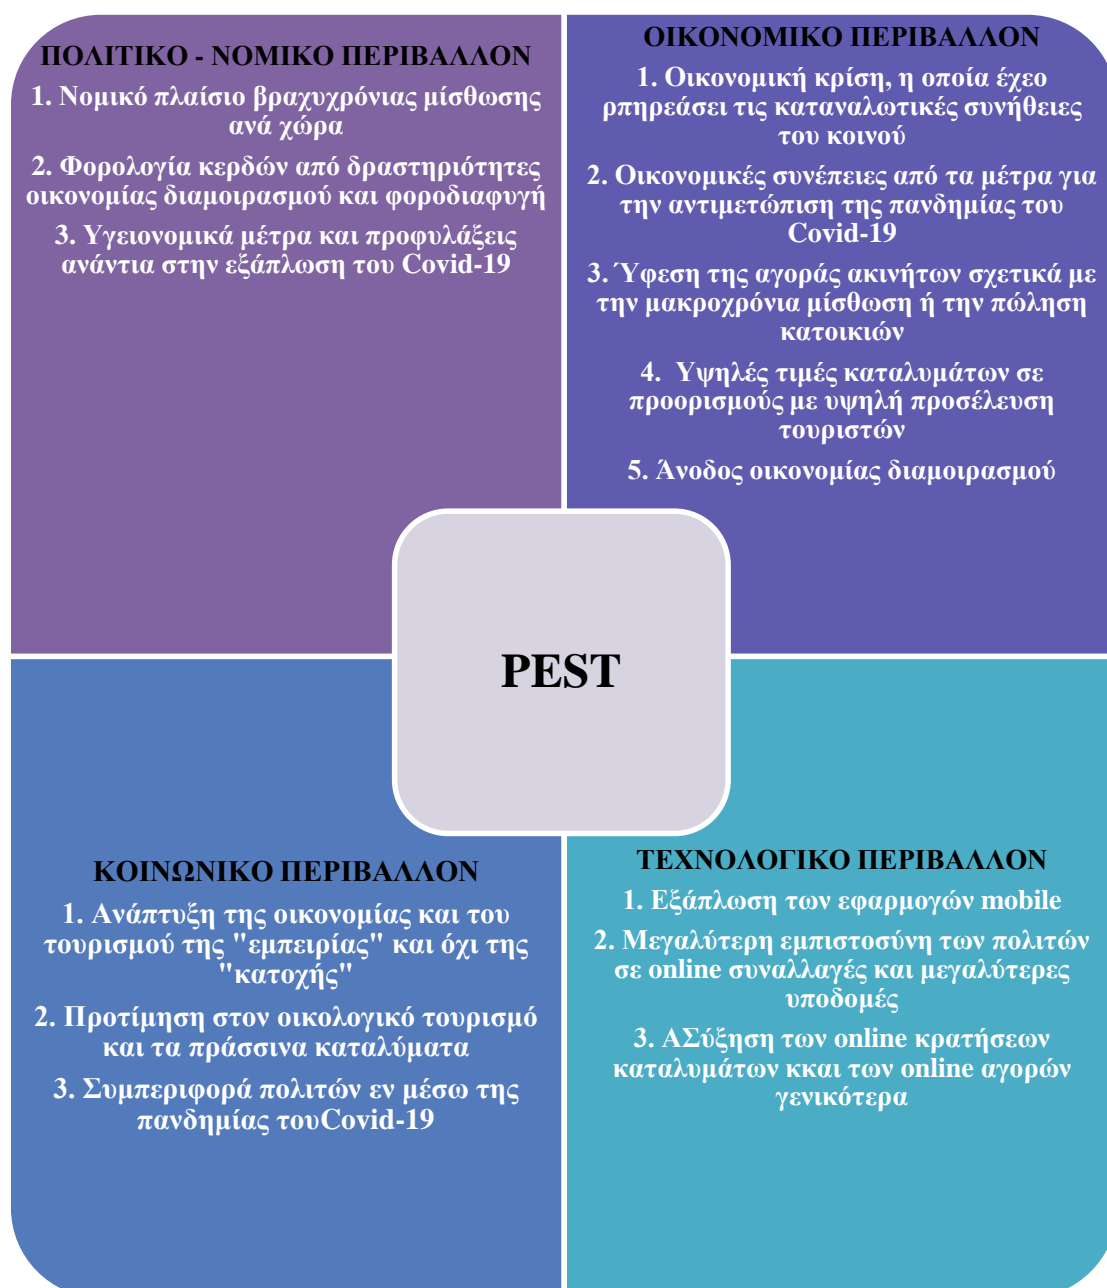 ΠΟΛΙΤΙΚΟ - ΝΟΜΙΚΟ ΠΕΡΙΒΑΛΛΟΝ
1. Νομικό πλαίσιο βραχυχρόνιας μίσθωσης
ανά χώρα
2. Φορολογία κερδών από δραστηριότητες
οικονομίας διαμοιρασμού και φοροδιαφυγή
3. Υγειονομικά μέτρα και προφυλάξεις
ανάντια στην εξάπλωση του Covid-19
ΟΙΚΟΝΟΜΙΚΟ ΠΕΡΙΒΑΛΛΟΝ
1. Οικονομική κρίση, η οποία έχεο
ρπηρεάσει τις καταναλωτικές συνήθειες
του κοινού
2. Οικονομικές συνέπειες από τα μέτρα για
την αντιμετώπιση της πανδημίας του
Covid-19
3. Ύφεση της αγοράς ακινήτων σχετικά με
την μακροχρόνια μίσθωση ή την πώληση
κατοικιών
4. Υψηλές τιμές καταλυμάτων σε
προορισμούς με υψηλή προσέλευση
τουριστών
5. Άνοδος οικονομίας διαμοιρασμού
PEST
ΚΟΙΝΩΝΙΚΟ ΠΕΡΙΒΑΛΛΟΝ
1. Ανάπτυξη της οικονομίας και του
τουρισμού της "εμπειρίας" και όχι της
"κατοχής"
2. Προτίμηση στον οικολογικό τουρισμό
και τα πράσσινα καταλύματα
3. Συμπεριφορά πολιτών εν μέσω της
πανδημίας τουCovid-19
ΤΕΧΝΟΛΟΓΙΚΟ ΠΕΡΙΒΑΛΛΟΝ
1. Εξάπλωση των εφαρμογών mobile
2. Μεγαλύτερη εμπιστοσύνη των πολιτών
σε online συναλλαγές και μεγαλύτερες
υποδομές
3. ΑΣύξηση των online κρατήσεων
καταλυμάτων κκαι των online αγορών
γενικότερα